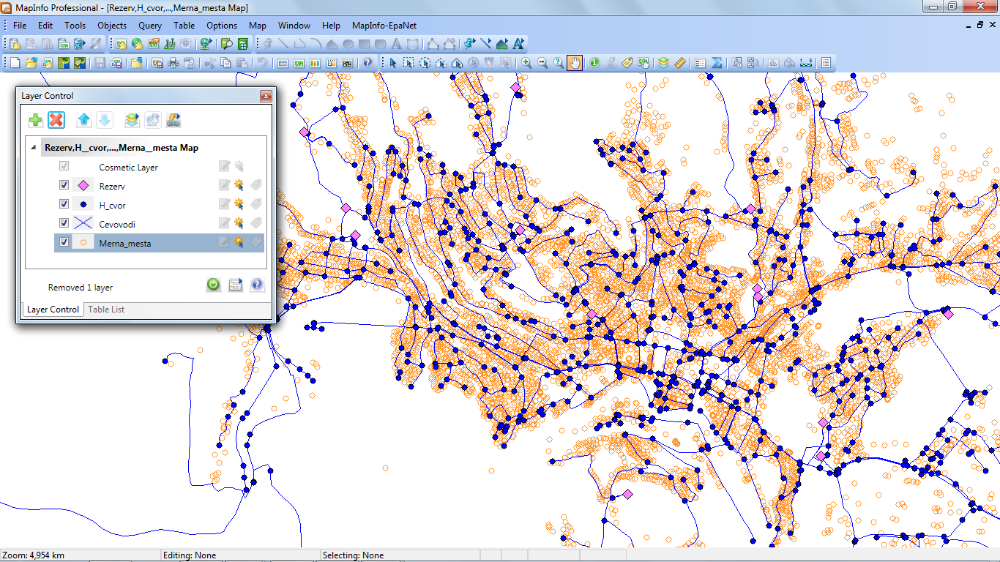 MapInfo Professional - [Rezerv,H_cvor,...,Merna_mesta Map]
File Edit Tools Objects Query Table Options Map Window Help MapInfo-EpaNet
Layer Control
Rezerv,H_cvor,...,Merna_mesta Map
Cosmetic Layer
Rezerv
H_cvor
Cevovodi
Merna_mesta
Removed 1 layer
Layer Control Table List
Zoom: 4,954 km Editing: None Selecting: None